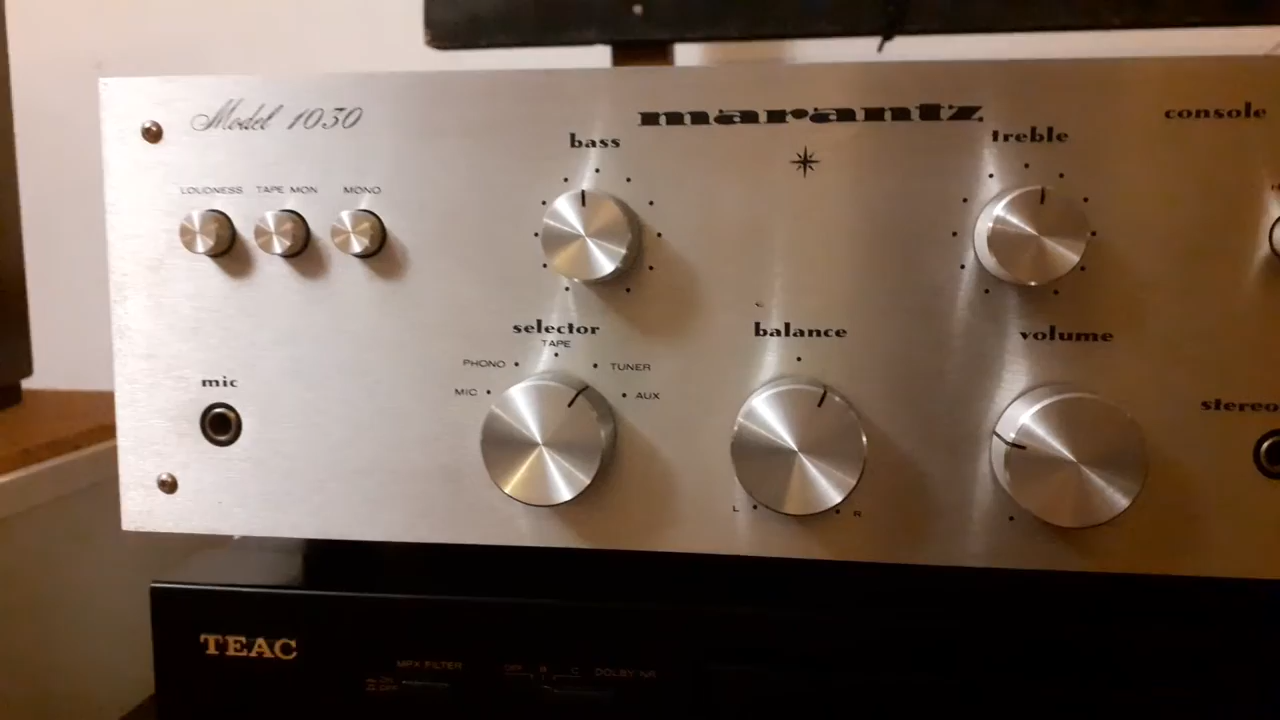 Model 1030
marantz
console
bass
treble
LOUDNESS TAPE MON MONO
selector
balance
volume
TAPE
PHONO
TUNER
MIC
AUX
mic
stereo
L
R
TEAC
MPX FILTER
B
C
DOLBY NR